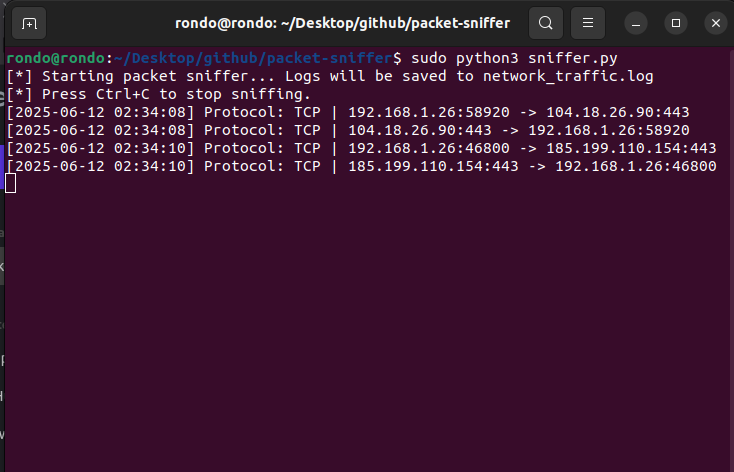 rondo@rondo: ~/Desktop/github/packet-sniffer
rondo@rondo:~/Desktop/github/packet-sniffer$ sudo python3 sniffer.py
[*] Starting packet sniffer... Logs will be saved to network_traffic.log
[*] Press Ctrl+C to stop sniffing.
[2025-06-12 02:34:08] Protocol: TCP | 192.168.1.26:58920 -> 104.18.26.90:443
[2025-06-12 02:34:08] Protocol: TCP | 104.18.26.90:443 -> 192.168.1.26:58920
[2025-06-12 02:34:10] Protocol: TCP | 192.168.1.26:46800 -> 185.199.110.154:443
[2025-06-12 02:34:10] Protocol: TCP | 185.199.110.154:443 -> 192.168.1.26:46800